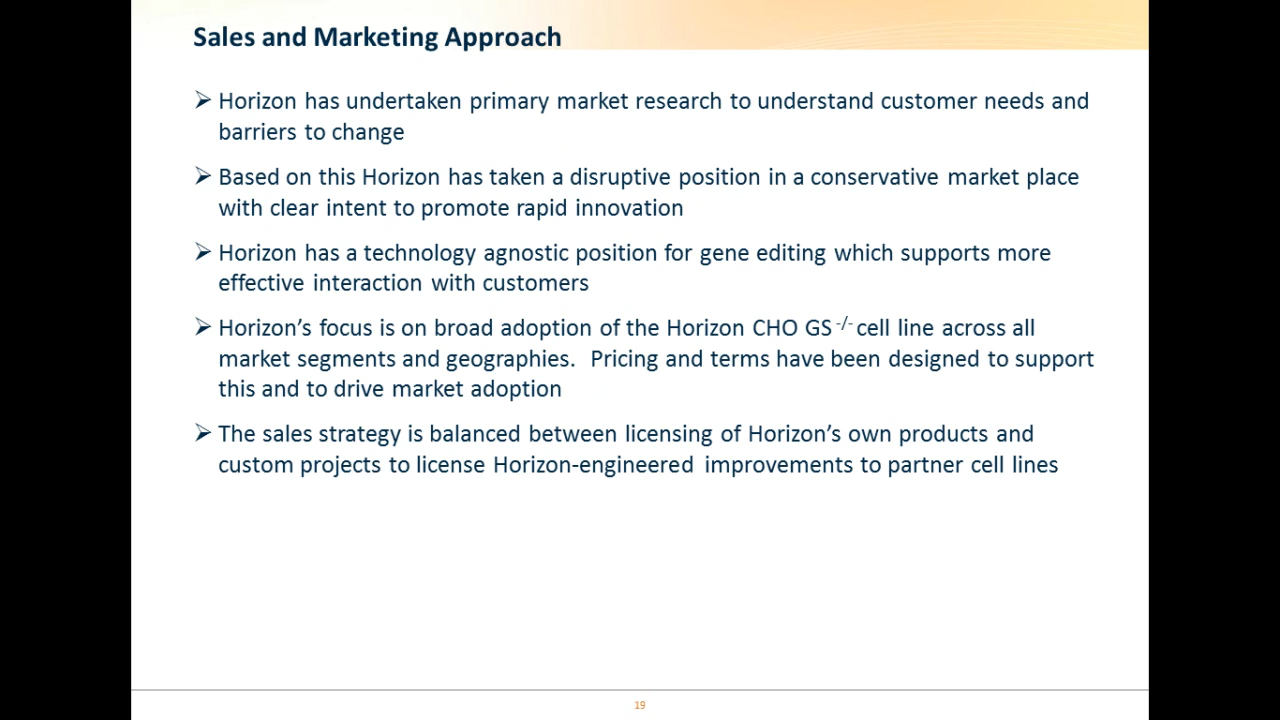 Sales and Marketing Approach
➢ Horizon has undertaken primary market research to understand customer needs and
barriers to change
➢ Based on this Horizon has taken a disruptive position in a conservative market place
with clear intent to promote rapid innovation
➢ Horizon has a technology agnostic position for gene editing which supports more
effective interaction with customers
➢ Horizon’s focus is on broad adoption of the Horizon CHO GS -/- cell line across all
market segments and geographies.  Pricing and terms have been designed to support
this and to drive market adoption
➢ The sales strategy is balanced between licensing of Horizon’s own products and
custom projects to license Horizon-engineered improvements to partner cell lines
19